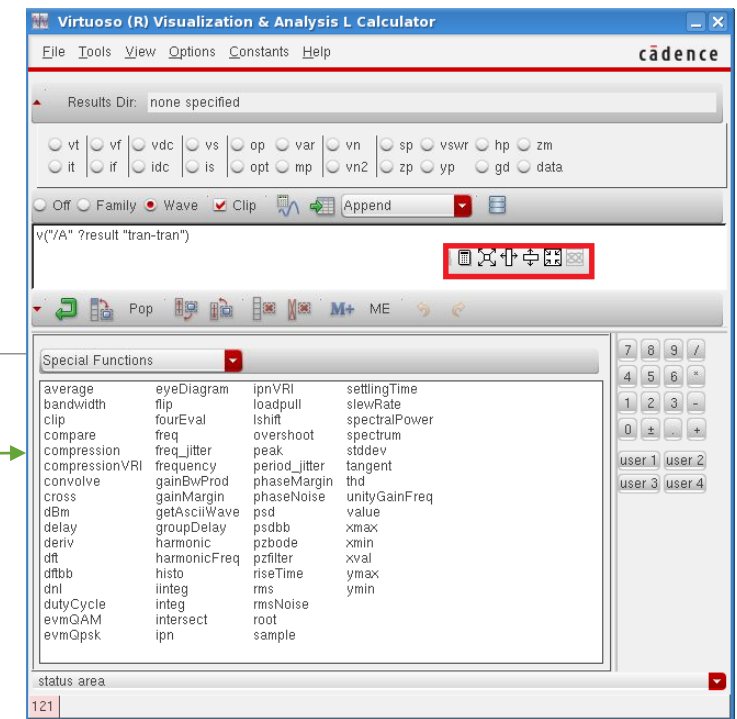 Virtuoso (R) Visualization & Analysis L Calculator
File Tools View Options Constants Help
cādence
Results Dir: none specified
vt vf vdc vs op var vn sp vswr hp zm
it if idc is opt mp vn2 zp yp gd data
Off Family Wave Clip Append
v("/A" ?result "tran-tran")
Pop M+ ME
Special Functions
average eyeDiagram ipnVRI settlingTime
bandwidth flip loadpull slewRate
clip fourEval lshift spectralPower
compare freq overshoot spectrum
compression freq_jitter peak stddev
compressionVRI frequency period_jitter tangent
convolve gainBwProd phaseMargin thd
cross gainMargin phaseNoise unityGainFreq
dBm getAsciiWave psd value
delay groupDelay psdbb xmax
deriv harmonic pzbode xmin
dft harmonicFreq pzfilter xval
dftbb histo riseTime ymax
dnl iinteg rms ymin
dutyCycle integ rmsNoise
evmQAM intersect root
evmQpsk ipn sample
7 8 9 /
4 5 6 *
1 2 3 -
0 ± . +
user 1 user 2
user 3 user 4
status area
121